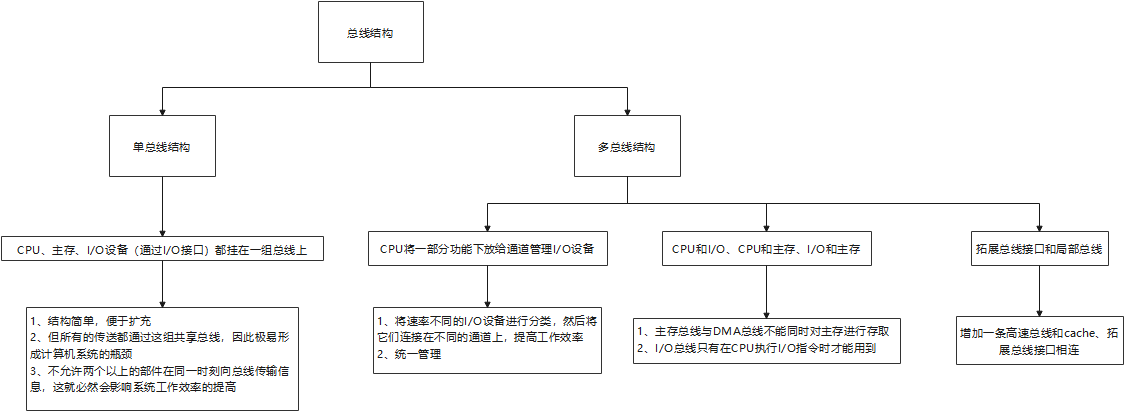 总线结构
单总线结构
多总线结构
CPU、主存、I/O设备（通过I/O接口）都挂在一组总线上
CPU将一部分功能下放给通道管理I/O设备
CPU和I/O、CPU和主存、I/O和主存
拓展总线接口和局部总线
1、结构简单，便于扩充
2、但所有的传送都通过这组共享总线，因此极易形
成计算机系统的瓶颈
3、不允许两个以上的部件在同一时刻向总线传输信
息，这就必然会影响系统工作效率的提高
1、将速率不同的I/O设备进行分类，然后将
它们连接在不同的通道上，提高工作效率
2、统一管理
1、主存总线与DMA总线不能同时对主存进行存取
2、I/O总线只有在CPU执行I/O指令时才能用到
增加一条高速总线和cache、拓
展总线接口相连